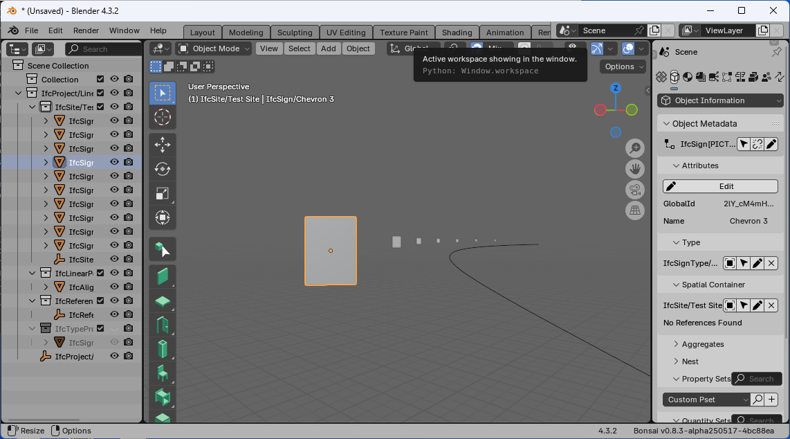 * (Unsaved) - Blender 4.3.2
File Edit Render Window Help
Layout Modeling Sculpting UV Editing Texture Paint Shading Animation Ren
Scene
ViewLayer
Search
Scene Collection
Collection
IfcProject/Line
IfcSite/Tes
IfcSigr
IfcSigr
IfcSigr
IfcSigr
IfcSigr
IfcSigr
IfcSigr
IfcSigr
IfcSigr
IfcSigr
IfcSite
IfcLinearP
IfcAlig
IfcReferen
IfcRefe
IfcTypePr
IfcSigr
IfcProject/
Object Mode View Select Add Object Global
Options
User Perspective
(1) IfcSite/Test Site | IfcSign/Chevron 3
Active workspace showing in the window.
Python: Window.workspace
Z
Scene
Object Information
Object Metadata
IfcSign[PICT...
Attributes
Edit
GlobalId 2lY_cM4mH...
Name Chevron 3
Type
IfcSignType/...
Spatial Container
IfcSite/Test Site
No References Found
Aggregates
Nest
Property Sets Search
Custom Pset
Quantity Sets Search
Resize Options
4.3.2 Bonsai v0.8.3-alpha250517-4bc88ea